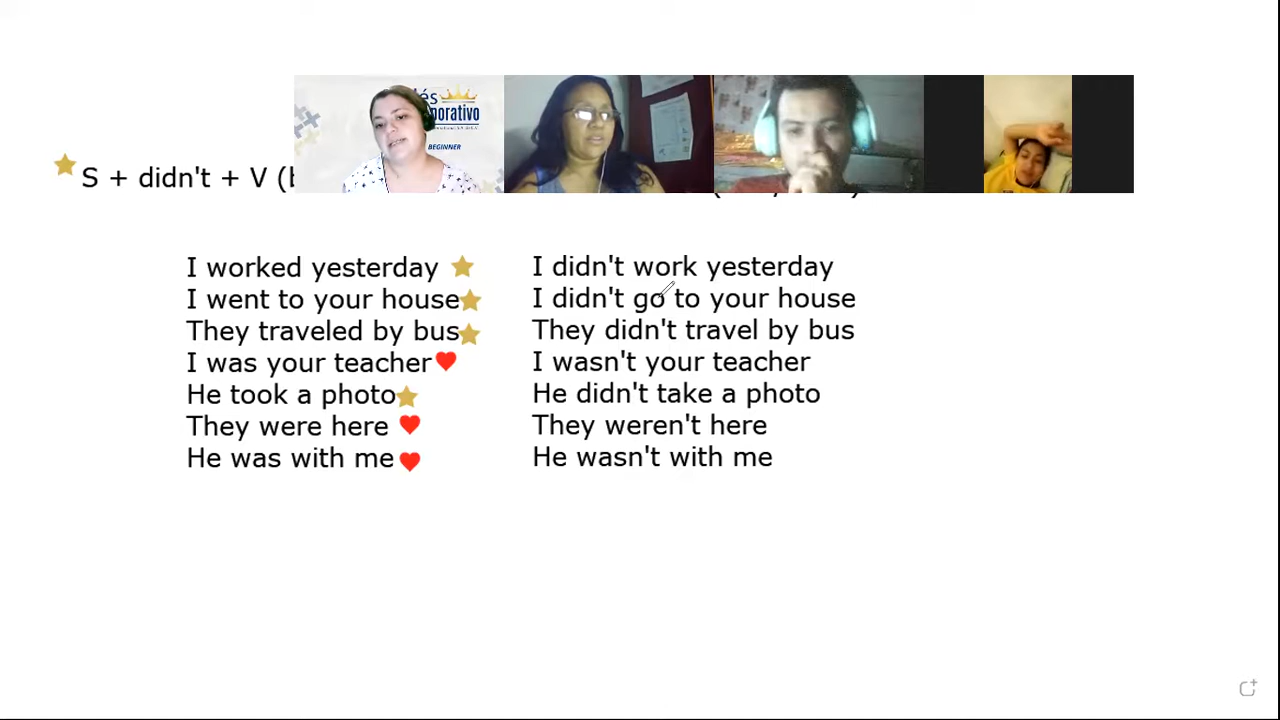 BEGINNER
S + didn't + V (
I worked yesterday
I went to your house
They traveled by bus
I was your teacher
He took a photo
They were here
He was with me
I didn't work yesterday
I didn't go to your house
They didn't travel by bus
I wasn't your teacher
He didn't take a photo
They weren't here
He wasn't with me